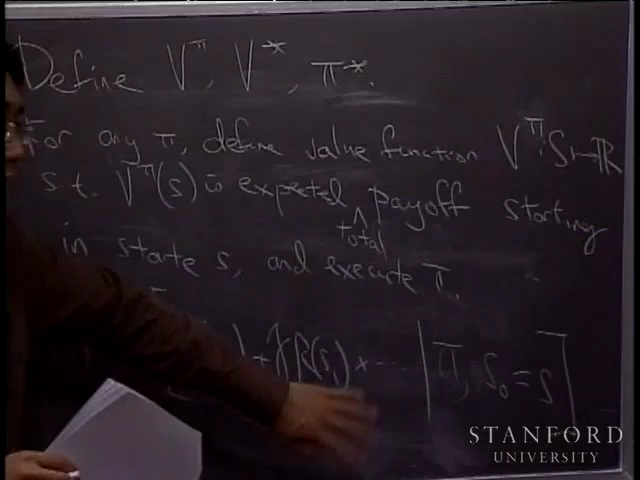 Define V^π, V^*, π^*.
For any π, define value function V^π: S ↦ ℝ
s.t. V^π(s) is expected total payoff starting
in state s, and execute π.
+ γR(s₁) + ··· | π, s₀ = s]
STANFORD
UNIVERSITY